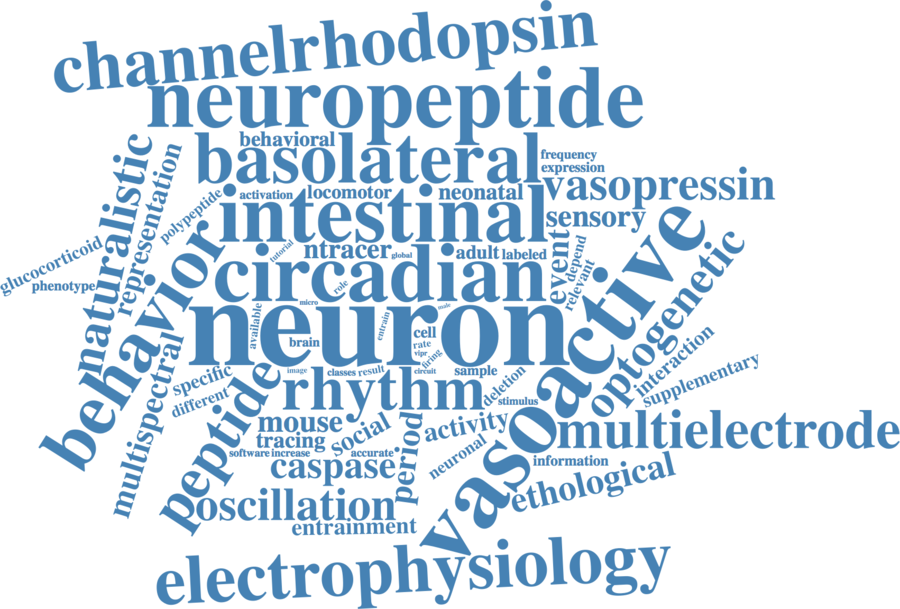 channelrhodopsin
neuropeptide
behavioral
basolateral
frequency
expression
naturalistic
representation
polypeptide
activation
locomotor
neonatal
vasopressin
intestinal
sensory
glucocorticoid
phenotype
tutorial
ntracer
global
adult
labeled
event
depend
relevant
circadian
role
micro
behavior
neuron
available
brain
entrain
male
cell
rate
vipr
firing
circuit
vasoactive
optogenetic
interaction
supplementary
multispectral
specific
different
image
classes
result
sample
deletion
stimulus
peptide
rhythm
mouse
tracing
social
period
activity
neuronal
multielectrode
software
increase
accurate
caspase
information
ethological
oscillation
entrainment
electrophysiology